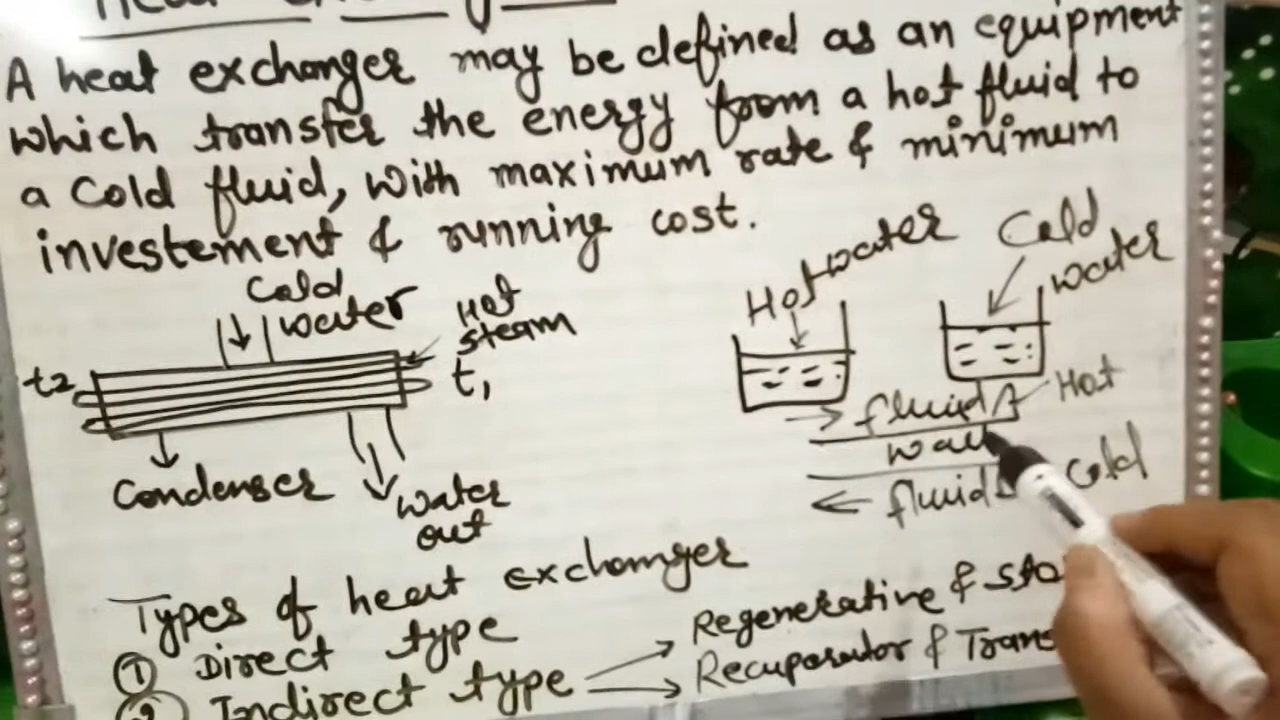 A heat exchanger may be defined as an equipment
which transfer the energy from a hot fluid to
a cold fluid, with maximum rate & minimum
investement & running cost.
Cold
water
Hot
steam
t2
t1
Condenser
water
out
Hot water
Cold
water
fluid A
Hot
wall
fluid
Cold
Types of heat exchanger
① Direct type
② Indirect type
Regenerative &
Recuperator &